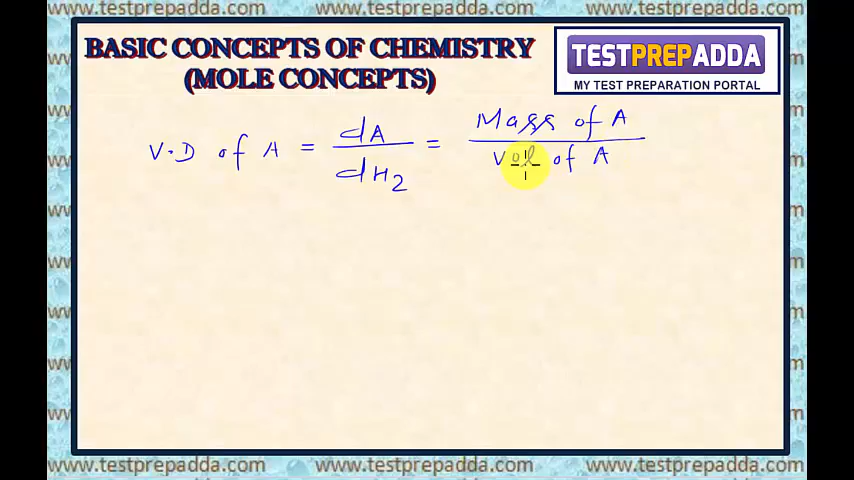 www.testprepadda.com www.testprepadda.com www.testprepadda.com
BASIC CONCEPTS OF CHEMISTRY
(MOLE CONCEPTS)
TESTPREPADDA
MY TEST PREPARATION PORTAL
V.D of A = dA / dH2 = Mass of A / Vol of A
www.testprepadda.com www.testprepadda.com www.testprepadda.com